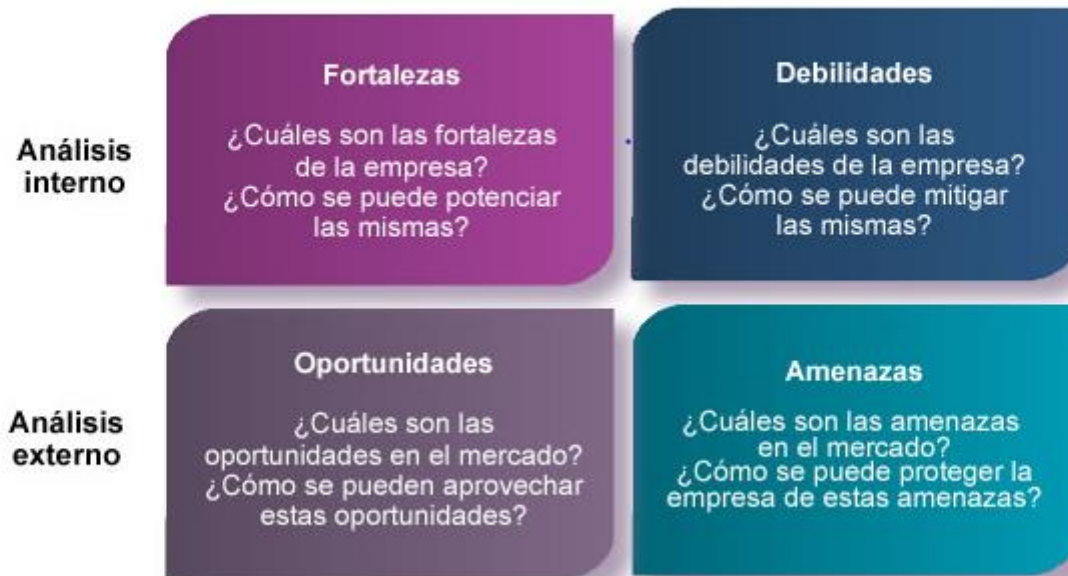 Análisis
interno
Fortalezas
¿Cuáles son las fortalezas
de la empresa?
¿Cómo se puede potenciar
las mismas?
Debilidades
¿Cuáles son las
debilidades de la empresa?
¿Cómo se puede mitigar
las mismas?
Análisis
externo
Oportunidades
¿Cuáles son las
oportunidades en el mercado?
¿Cómo se pueden aprovechar
estas oportunidades?
Amenazas
¿Cuáles son las amenazas
en el mercado?
¿Cómo se puede proteger la
empresa de estas amenazas?